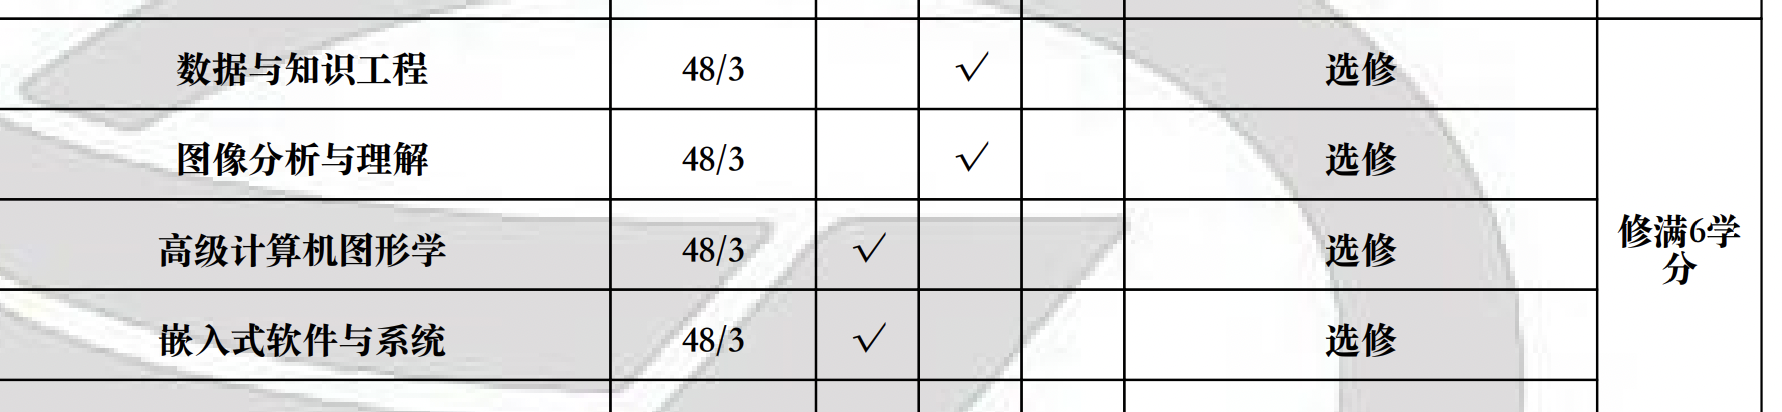 数据与知识工程 48/3 √ 选修
图像分析与理解 48/3 √ 选修
高级计算机图形学 48/3 √ 选修
嵌入式软件与系统 48/3 √ 选修
修满6学
分